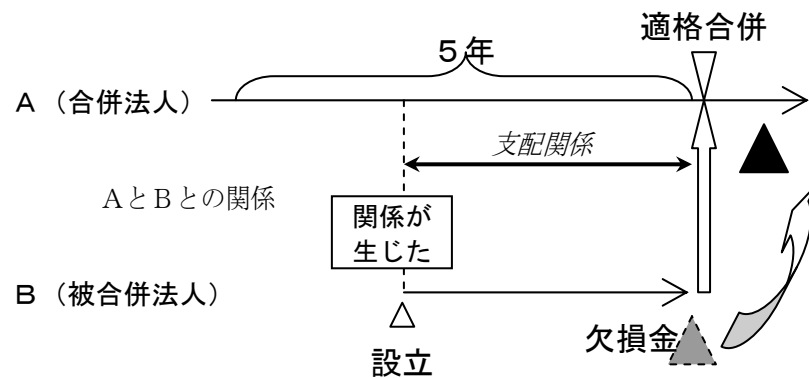 適格合併
5年
A（合併法人）
支配関係
AとBとの関係
関係が
生じた
B（被合併法人）
欠損金
設立